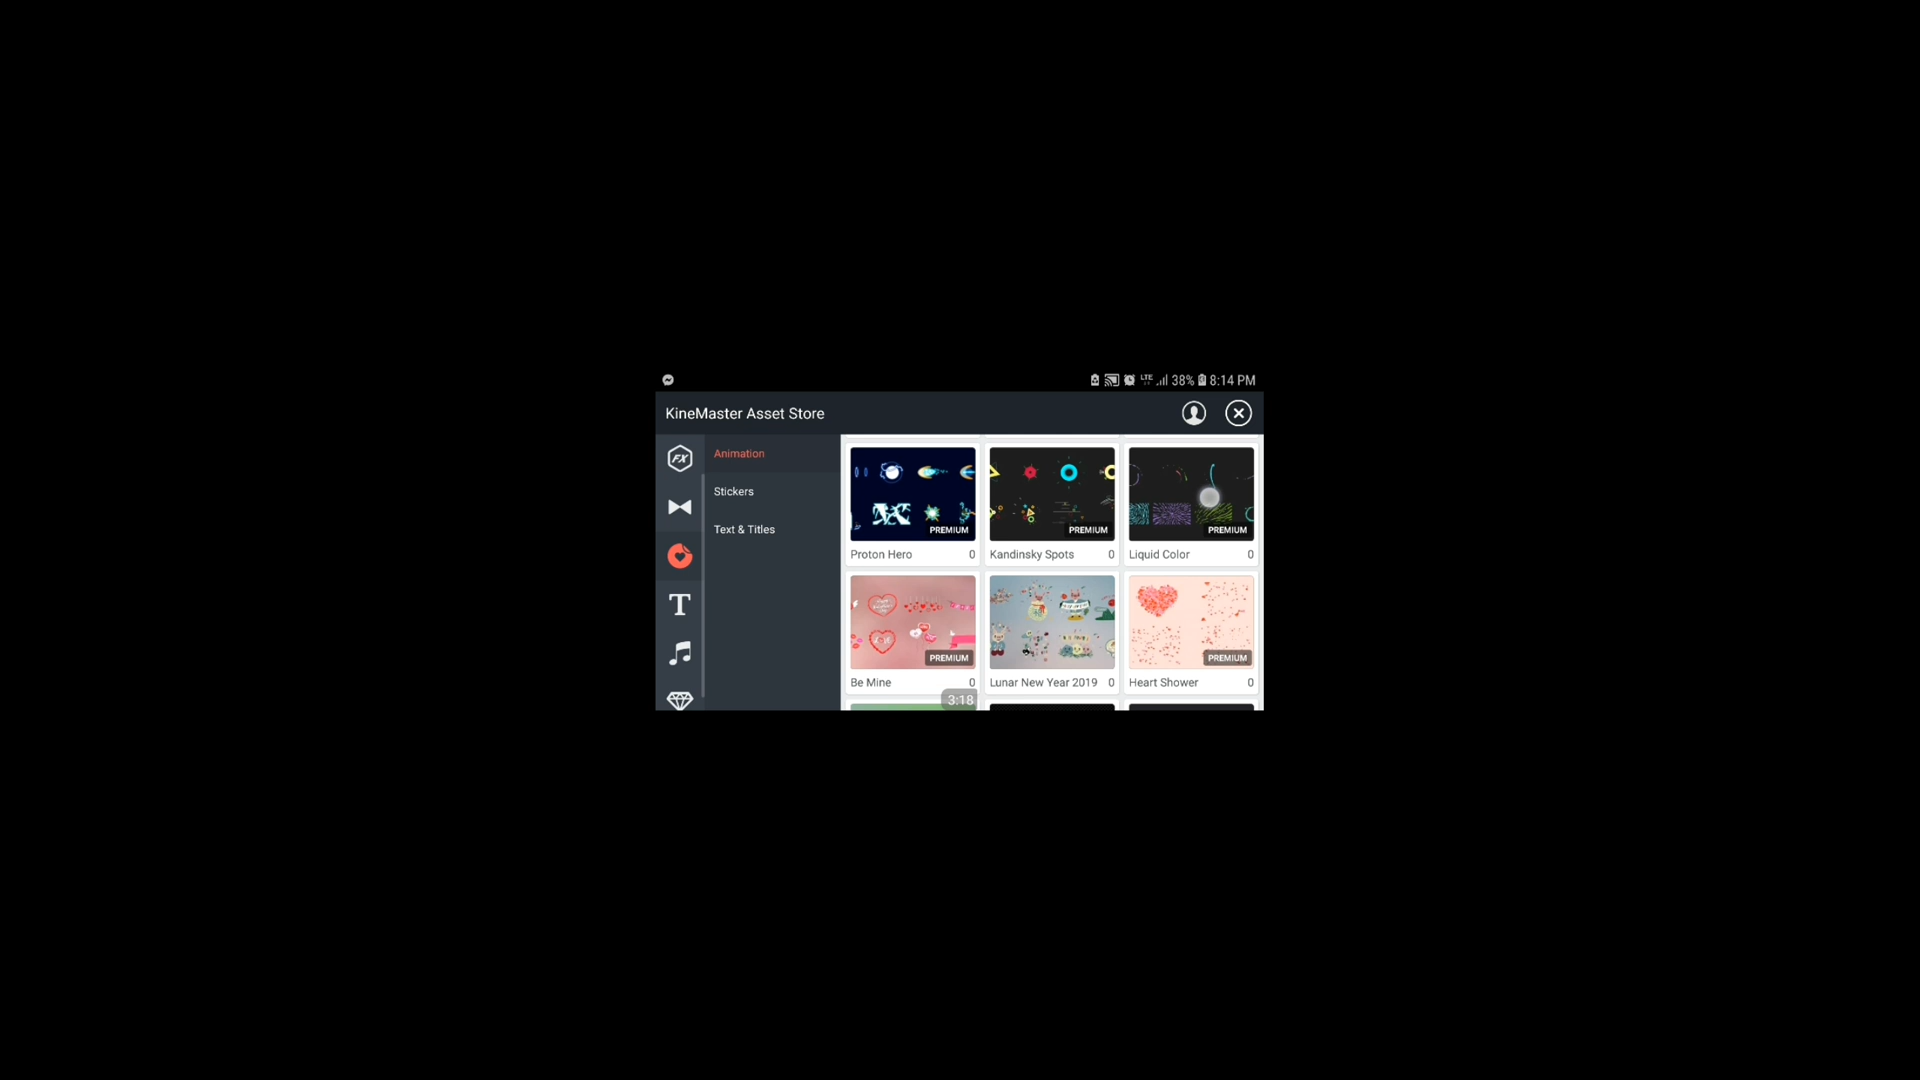 LTE 38% 8:14 PM
KineMaster Asset Store
FX
Animation
Stickers
Text & Titles
T
PREMIUM
PREMIUM
PREMIUM
Proton Hero 0
Kandinsky Spots 0
Liquid Color 0
PREMIUM
PREMIUM
Be Mine 0
Lunar New Year 2019 0
Heart Shower 0
3:18